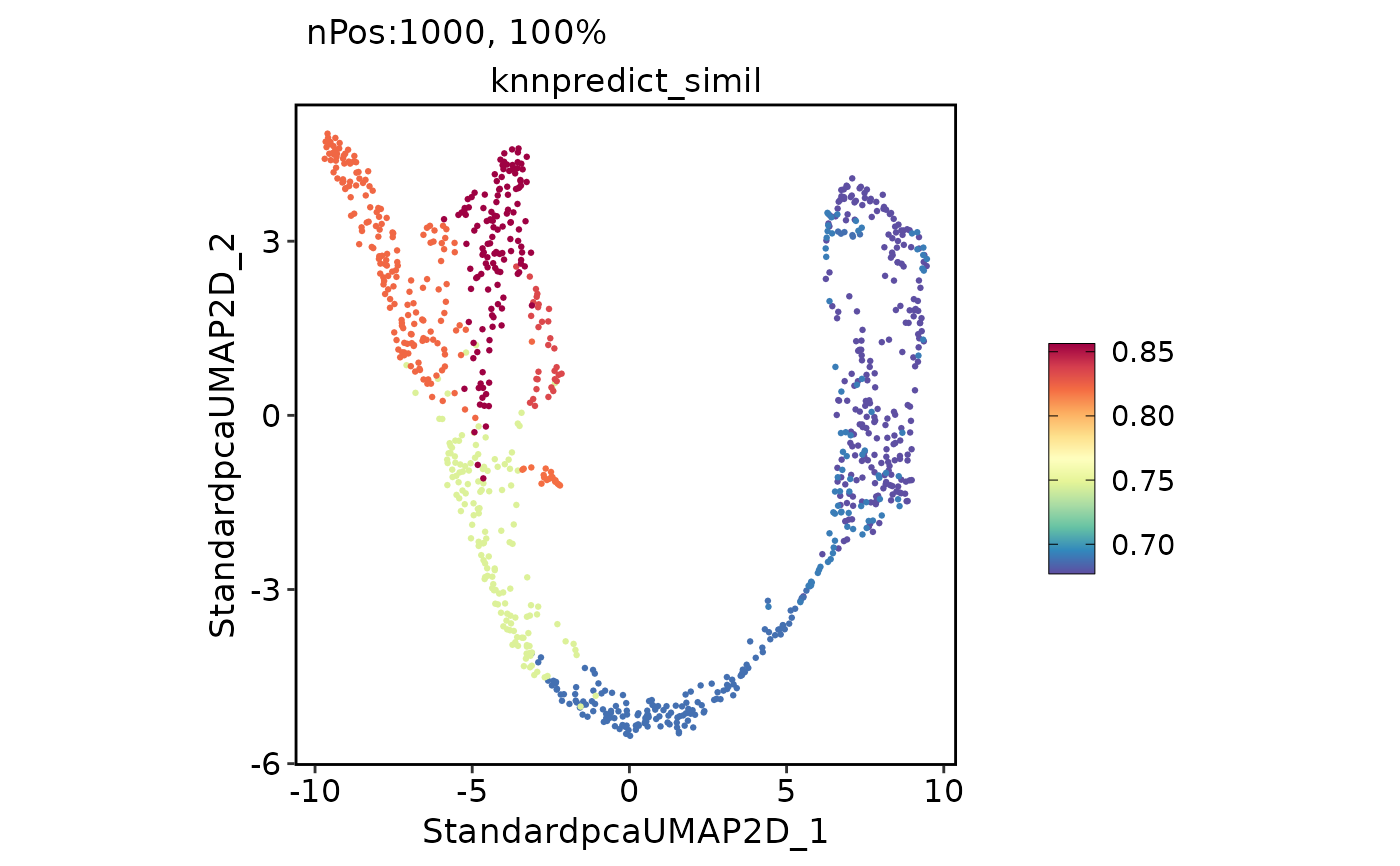 nPos:1000, 100%
knnpredict_simil
StandardpcaUMAP2D_2
3
0
-3
-6
-10 -5 0 5 10
StandardpcaUMAP2D_1
0.85
0.80
0.75
0.70